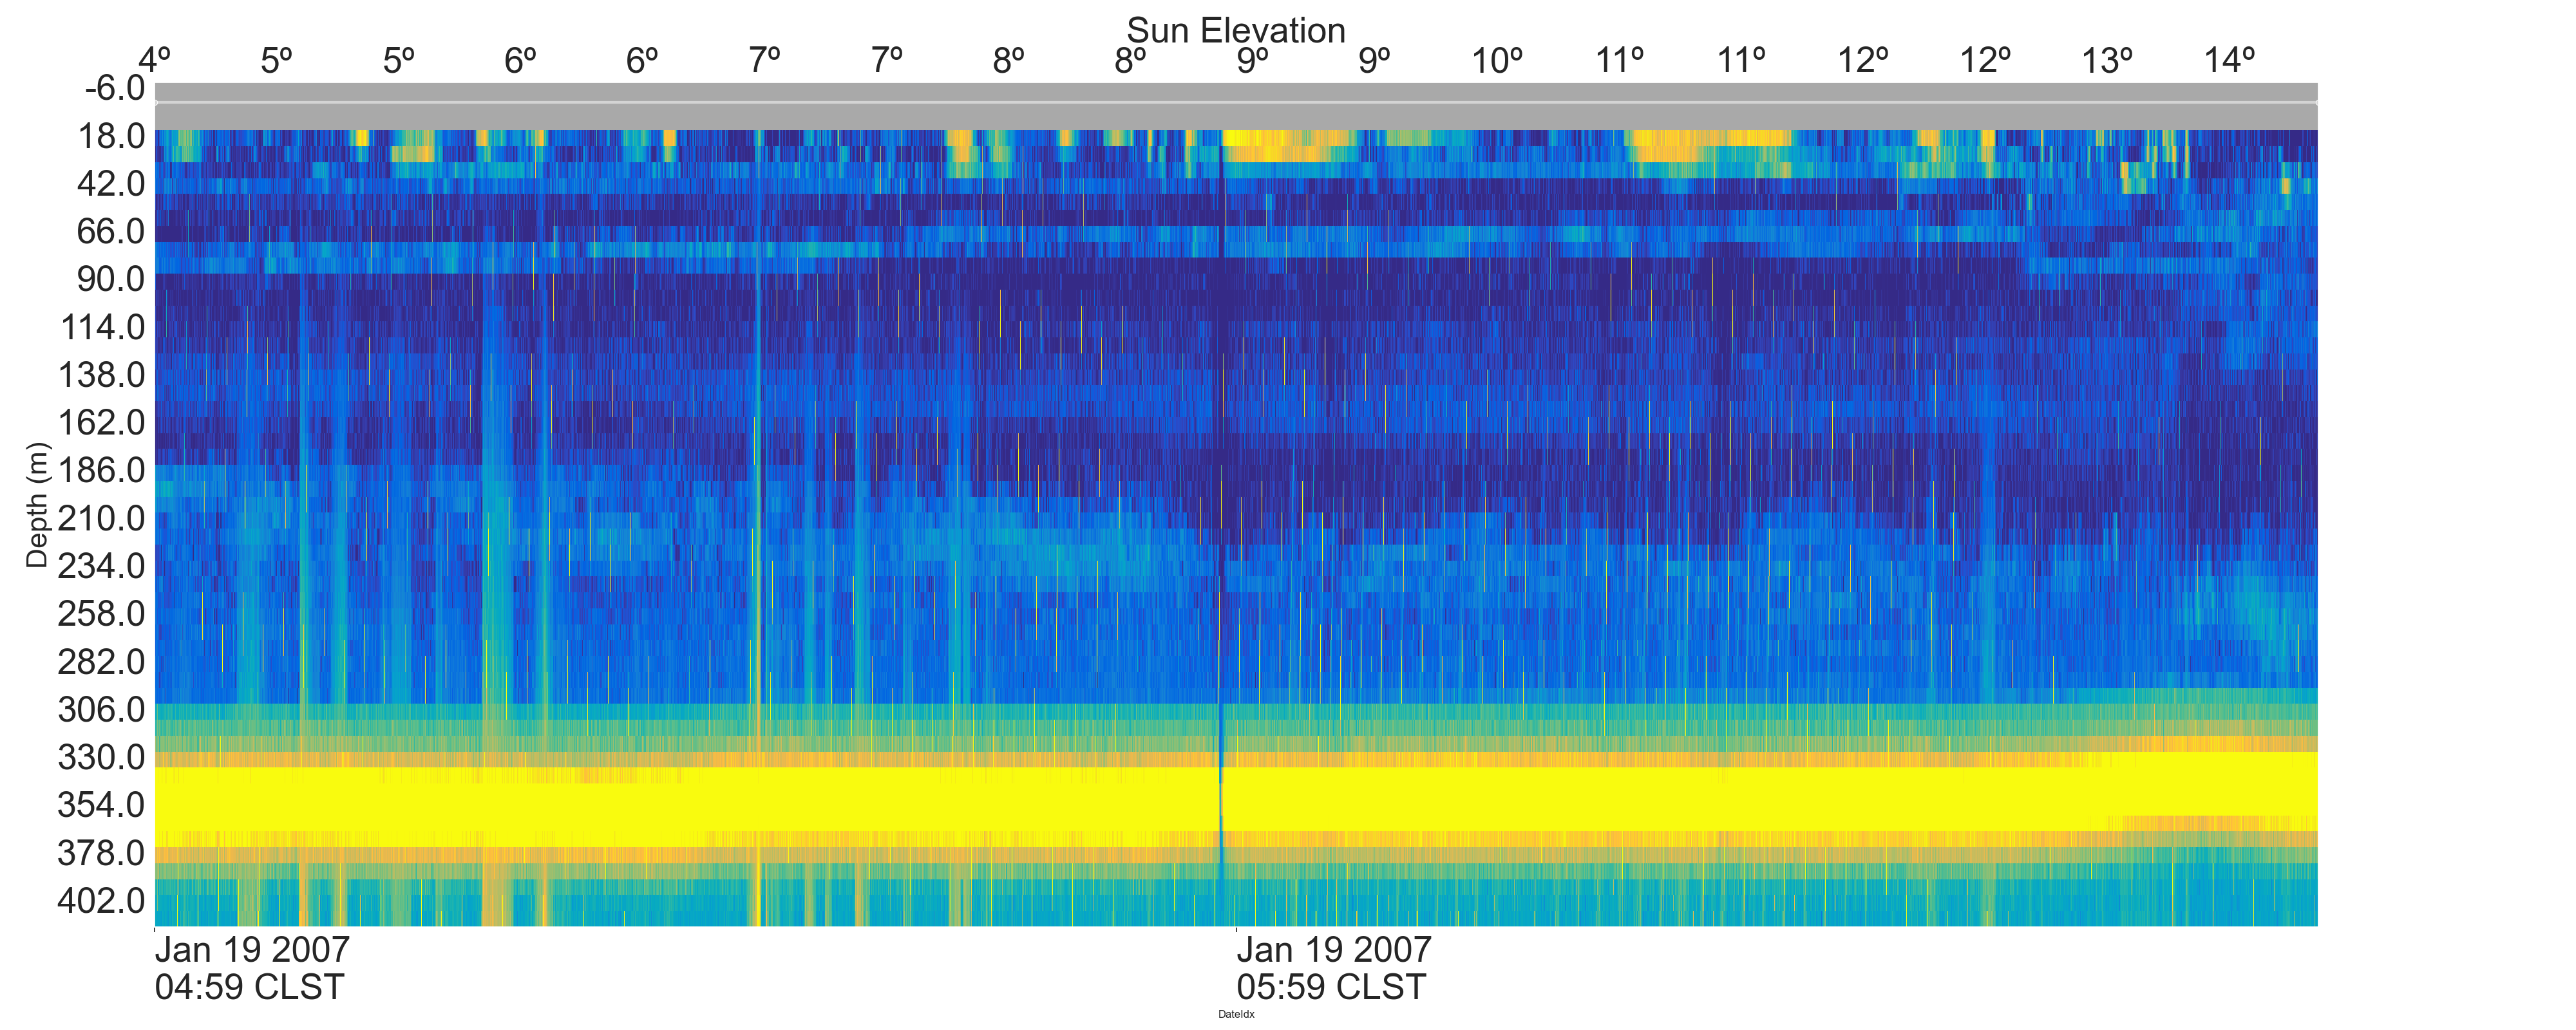 Sun Elevation
4º 5º 5º 6º 6º 7º 7º 8º 8º 9º 9º 10º 11º 11º 12º 12º 13º 14º
-6.0
18.0
42.0
66.0
90.0
114.0
138.0
162.0
186.0
210.0
234.0
258.0
282.0
306.0
330.0
354.0
378.0
402.0
Depth (m)
Jan 19 2007
04:59 CLST
Jan 19 2007
05:59 CLST
DateIdx